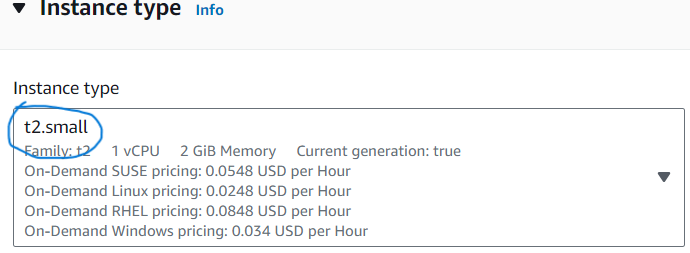 Instance type Info
Instance type
t2.small
Family: t2 1 vCPU 2 GiB Memory Current generation: true
On-Demand SUSE pricing: 0.0548 USD per Hour
On-Demand Linux pricing: 0.0248 USD per Hour
On-Demand RHEL pricing: 0.0848 USD per Hour
On-Demand Windows pricing: 0.034 USD per Hour